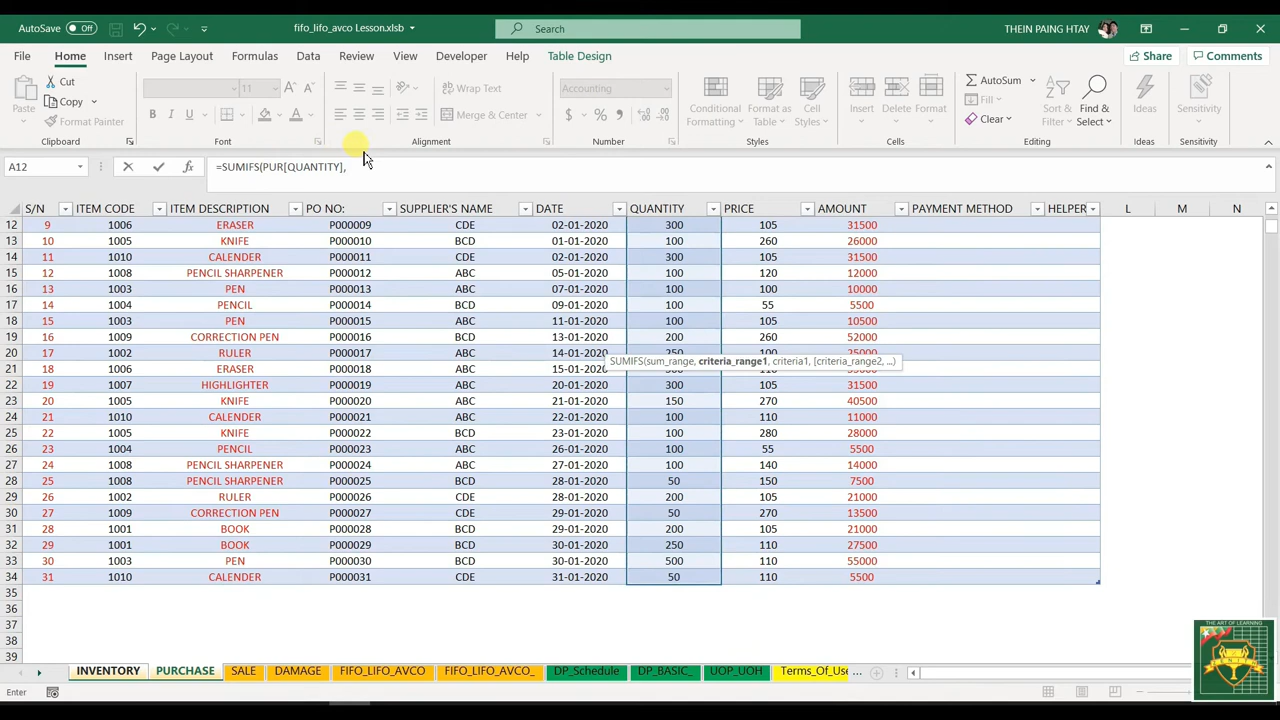 AutoSave Off fifo_lifo_avco Lesson.xlsb Search THEIN PAING HTAY
File Home Insert Page Layout Formulas Data Review View Developer Help Table Design Share Comments
Paste Cut Copy Format Painter Clipboard
11 B I U A Font
Wrap Text Merge & Center Alignment
Accounting $ % Number
Conditional Formatting Format as Table Cell Styles Styles
Insert Delete Format Cells
AutoSum Fill Clear Sort & Filter Find & Select Editing
Ideas Ideas
Sensitivity Sensitivity
A12 fx =SUMIFS(PUR[QUANTITY],
S/N ITEM CODE ITEM DESCRIPTION PO NO: SUPPLIER'S NAME DATE QUANTITY PRICE AMOUNT PAYMENT METHOD HELPER L M N
12 9 1006 ERASER P000009 CDE 02-01-2020 300 105 31500
13 10 1005 KNIFE P000010 BCD 01-01-2020 100 260 26000
14 11 1010 CALENDER P000011 CDE 02-01-2020 300 105 31500
15 12 1008 PENCIL SHARPENER P000012 ABC 05-01-2020 100 120 12000
16 13 1003 PEN P000013 ABC 07-01-2020 100 100 10000
17 14 1004 PENCIL P000014 BCD 09-01-2020 100 55 5500
18 15 1003 PEN P000015 ABC 11-01-2020 100 105 10500
19 16 1009 CORRECTION PEN P000016 BCD 13-01-2020 200 260 52000
20 17 1002 RULER P000017 ABC 14-01-2020 250 100 25000
SUMIFS(sum_range, criteria_range1, criteria1, [criteria_range2, ...)
21 18 1006 ERASER P000018 ABC 15-01-2020
22 19 1007 HIGHLIGHTER P000019 ABC 20-01-2020 300 105 31500
23 20 1005 KNIFE P000020 ABC 21-01-2020 150 270 40500
24 21 1010 CALENDER P000021 ABC 22-01-2020 100 110 11000
25 22 1005 KNIFE P000022 BCD 22-01-2020 100 280 28000
26 23 1004 PENCIL P000023 ABC 26-01-2020 100 55 5500
27 24 1008 PENCIL SHARPENER P000024 ABC 27-01-2020 100 140 14000
28 25 1008 PENCIL SHARPENER P000025 BCD 28-01-2020 50 150 7500
29 26 1002 RULER P000026 CDE 28-01-2020 200 105 21000
30 27 1009 CORRECTION PEN P000027 CDE 29-01-2020 50 270 13500
31 28 1001 BOOK P000028 BCD 29-01-2020 200 105 21000
32 29 1001 BOOK P000029 BCD 30-01-2020 250 110 27500
33 30 1003 PEN P000030 BCD 30-01-2020 500 110 55000
34 31 1010 CALENDER P000031 CDE 31-01-2020 50 110 5500
35
36
37
38
39
THE ART OF LEARNING
INVENTORY PURCHASE SALE DAMAGE FIFO_LIFO_AVCO FIFO_LIFO_AVCO_ DP_Schedule DP_BASIC_ UOP_UOH Terms_Of_Use ...
Enter